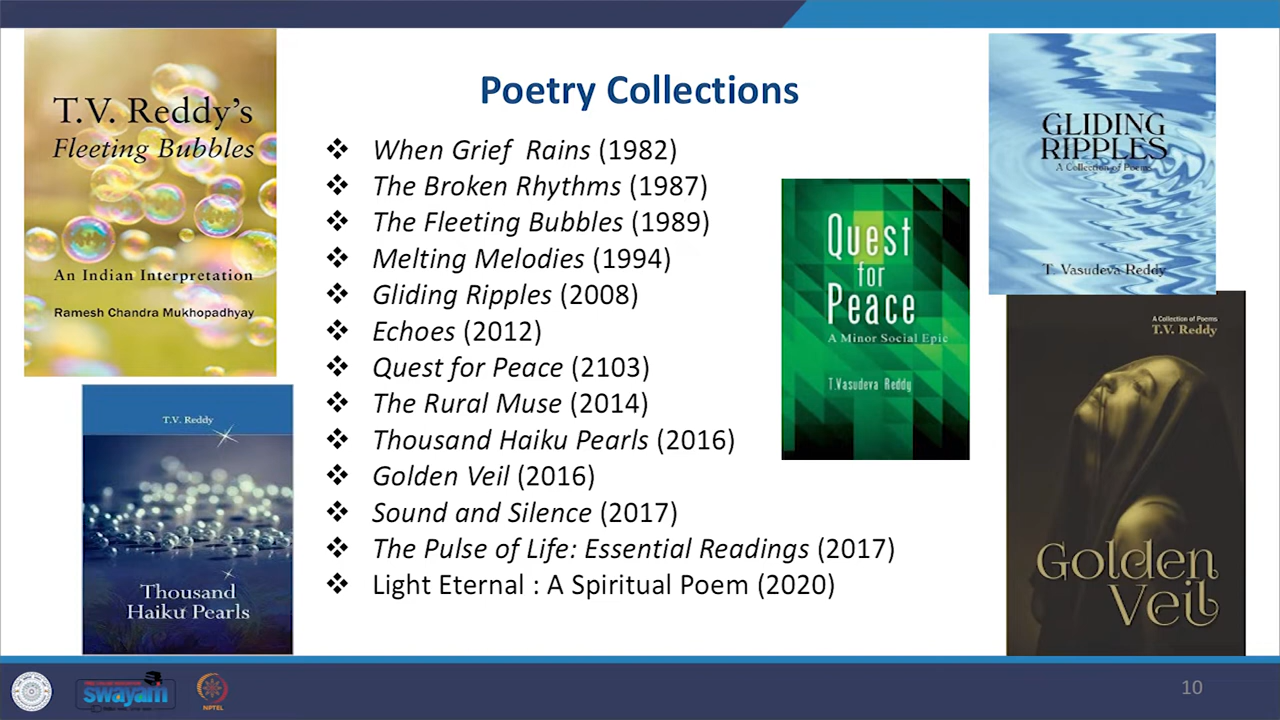 Poetry Collections
T.V. Reddy's
Fleeting Bubbles
An Indian Interpretation
Ramesh Chandra Mukhopadhyay
T.V. Reddy
Thousand
Haiku Pearls
❖ When Grief Rains (1982)
❖ The Broken Rhythms (1987)
❖ The Fleeting Bubbles (1989)
❖ Melting Melodies (1994)
❖ Gliding Ripples (2008)
❖ Echoes (2012)
❖ Quest for Peace (2103)
❖ The Rural Muse (2014)
❖ Thousand Haiku Pearls (2016)
❖ Golden Veil (2016)
❖ Sound and Silence (2017)
❖ The Pulse of Life: Essential Readings (2017)
❖ Light Eternal : A Spiritual Poem (2020)
Quest
for
Peace
A Minor Social Epic
T.Vasudeva Reddy
GLIDING
RIPPLES
A Collection of Poems
T. Vasudeva Reddy
A Collection of Poems
T.V. Reddy
Golden
Veil
swayam
NPTEL
10